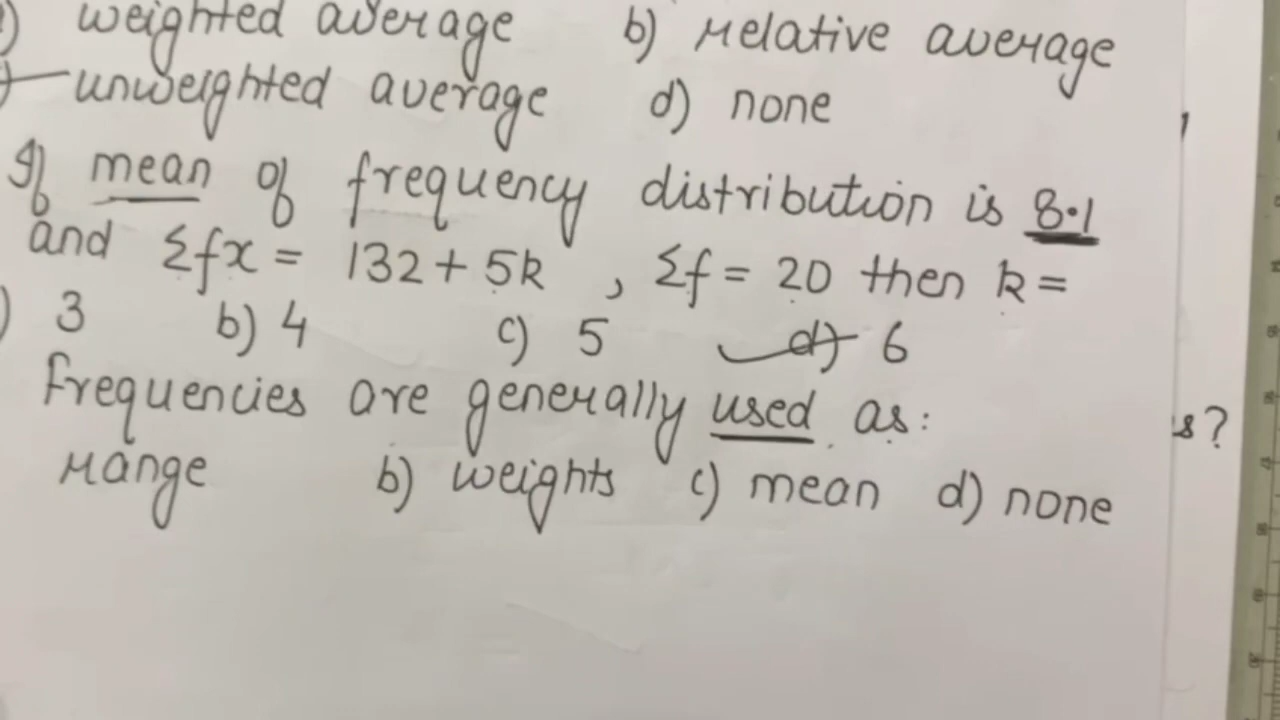 ) weighted average b) relative average
unweighted average d) none
If mean of frequency distribution is 8.1
and Σfx = 132 + 5k , Σf = 20 then k =
) 3 b) 4 c) 5 d) 6
Frequencies are generally used as:
s?
range b) weights c) mean d) none